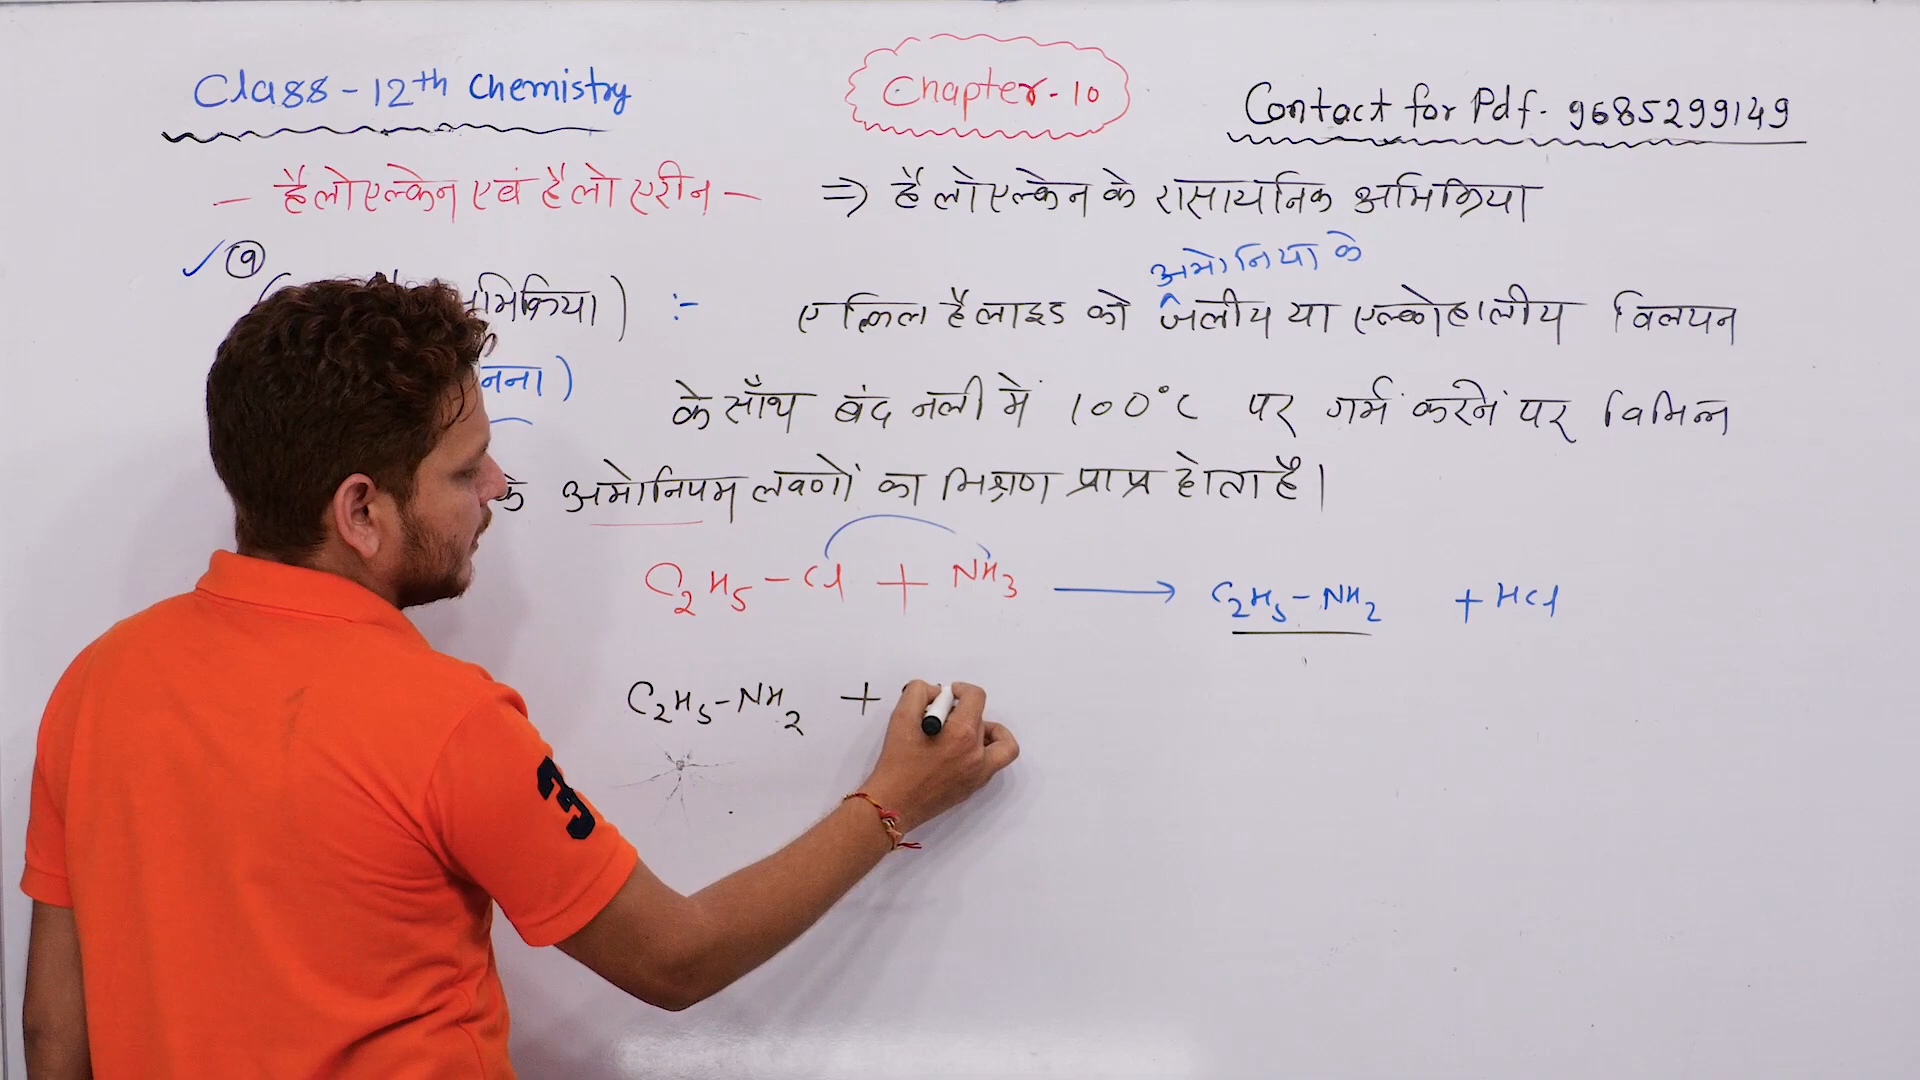 Class - 12th Chemistry
Chapter - 10
Contact for Pdf. 9685299149
- हैलोएल्केन एवं हैलोएरीन -
⇒ हैलोएल्केन के रासायनिक अभिक्रिया
अमोनिया के
एल्किल हैलाइड को जलीय या एल्कोहालीय विलयन
के साँथ बंद नली में 100°C पर गर्म करनें पर विभिन्न
के अमोनियम लवणों का मिश्रण प्राप्त होता है।
C2H5 - Cl + NH3 ⟶ C2H5 - NH2 + HCl
C2H5 - NH2 +
3